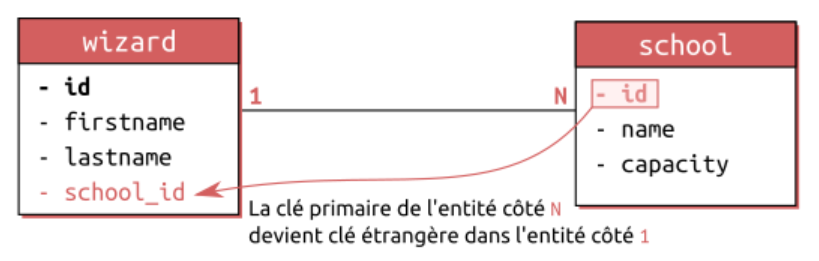 wizard
- id
- firstname
- lastname
- school_id
1
N
school
- id
- name
- capacity
La clé primaire de l'entité côté N
devient clé étrangère dans l'entité côté 1